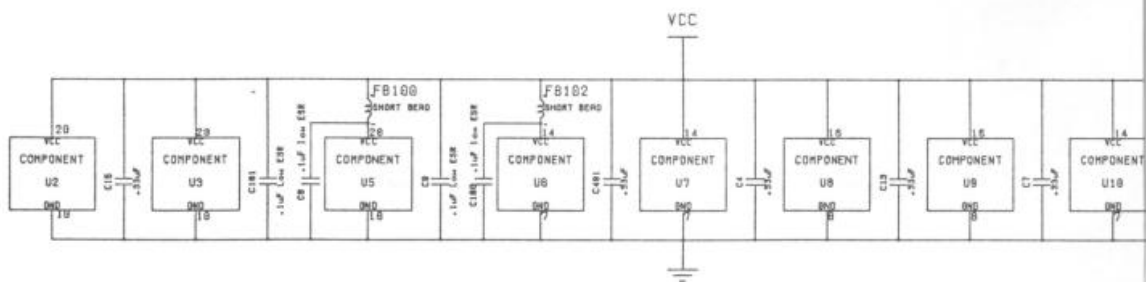 VCC
FB100
SHORT BEAD
FB102
SHORT BEAD
20
VCC
COMPONENT
U2
GND
10
C15
.33uF
20
VCC
COMPONENT
U3
GND
10
C101
.1uF Low ESR
C8
.1uF Low ESR
20
VCC
COMPONENT
U5
GND
10
C9
.1uF Low ESR
C100
.1uF Low ESR
14
VCC
COMPONENT
U6
GND
7
C401
.33uF
14
VCC
COMPONENT
U7
GND
7
C4
.33uF
16
VCC
COMPONENT
U8
GND
8
C13
.33uF
16
VCC
COMPONENT
U9
GND
8
C7
.33uF
14
VCC
COMPONENT
U10
GND
7